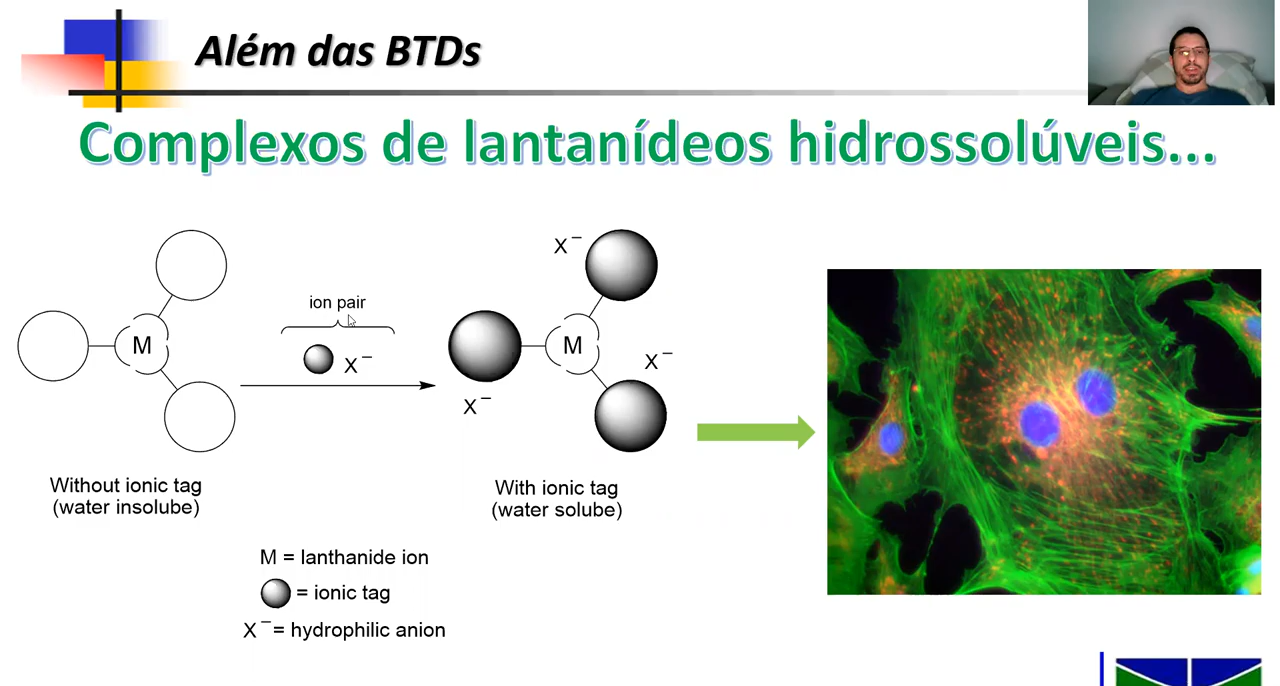 Além das BTDs
Complexos de lantanídeos hidrossolúveis...
ion pair
X⁻
M
Without ionic tag
(water insolube)
X⁻
M
X⁻
X⁻
With ionic tag
(water solube)
M = lanthanide ion
= ionic tag
X⁻ = hydrophilic anion